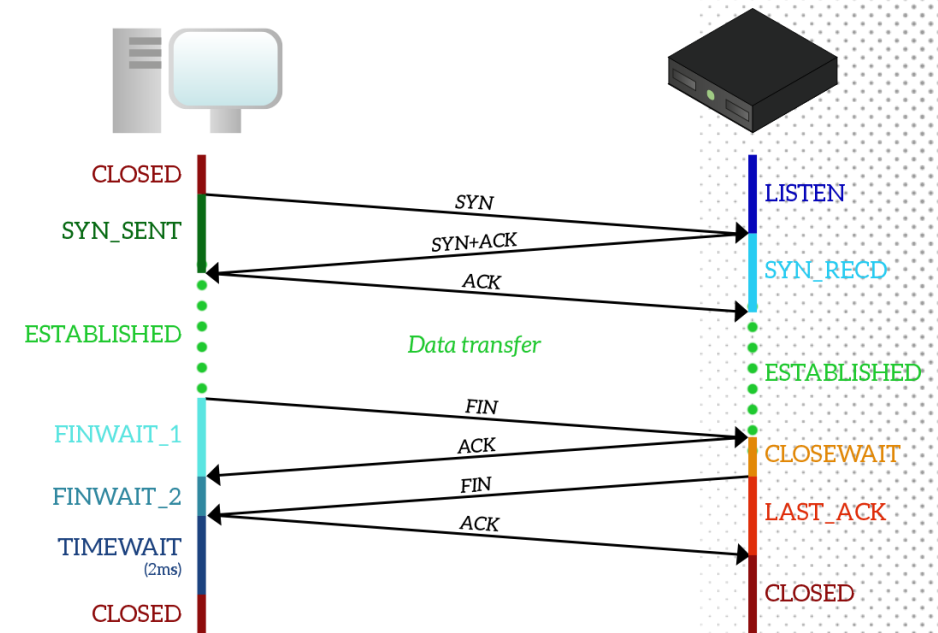 CLOSED
LISTEN
SYN
SYN_SENT
SYN+ACK
SYN_RECD
ACK
ESTABLISHED
Data transfer
ESTABLISHED
FIN
FINWAIT_1
ACK
CLOSEWAIT
FIN
FINWAIT_2
LAST_ACK
ACK
TIMEWAIT
(2ms)
CLOSED
CLOSED